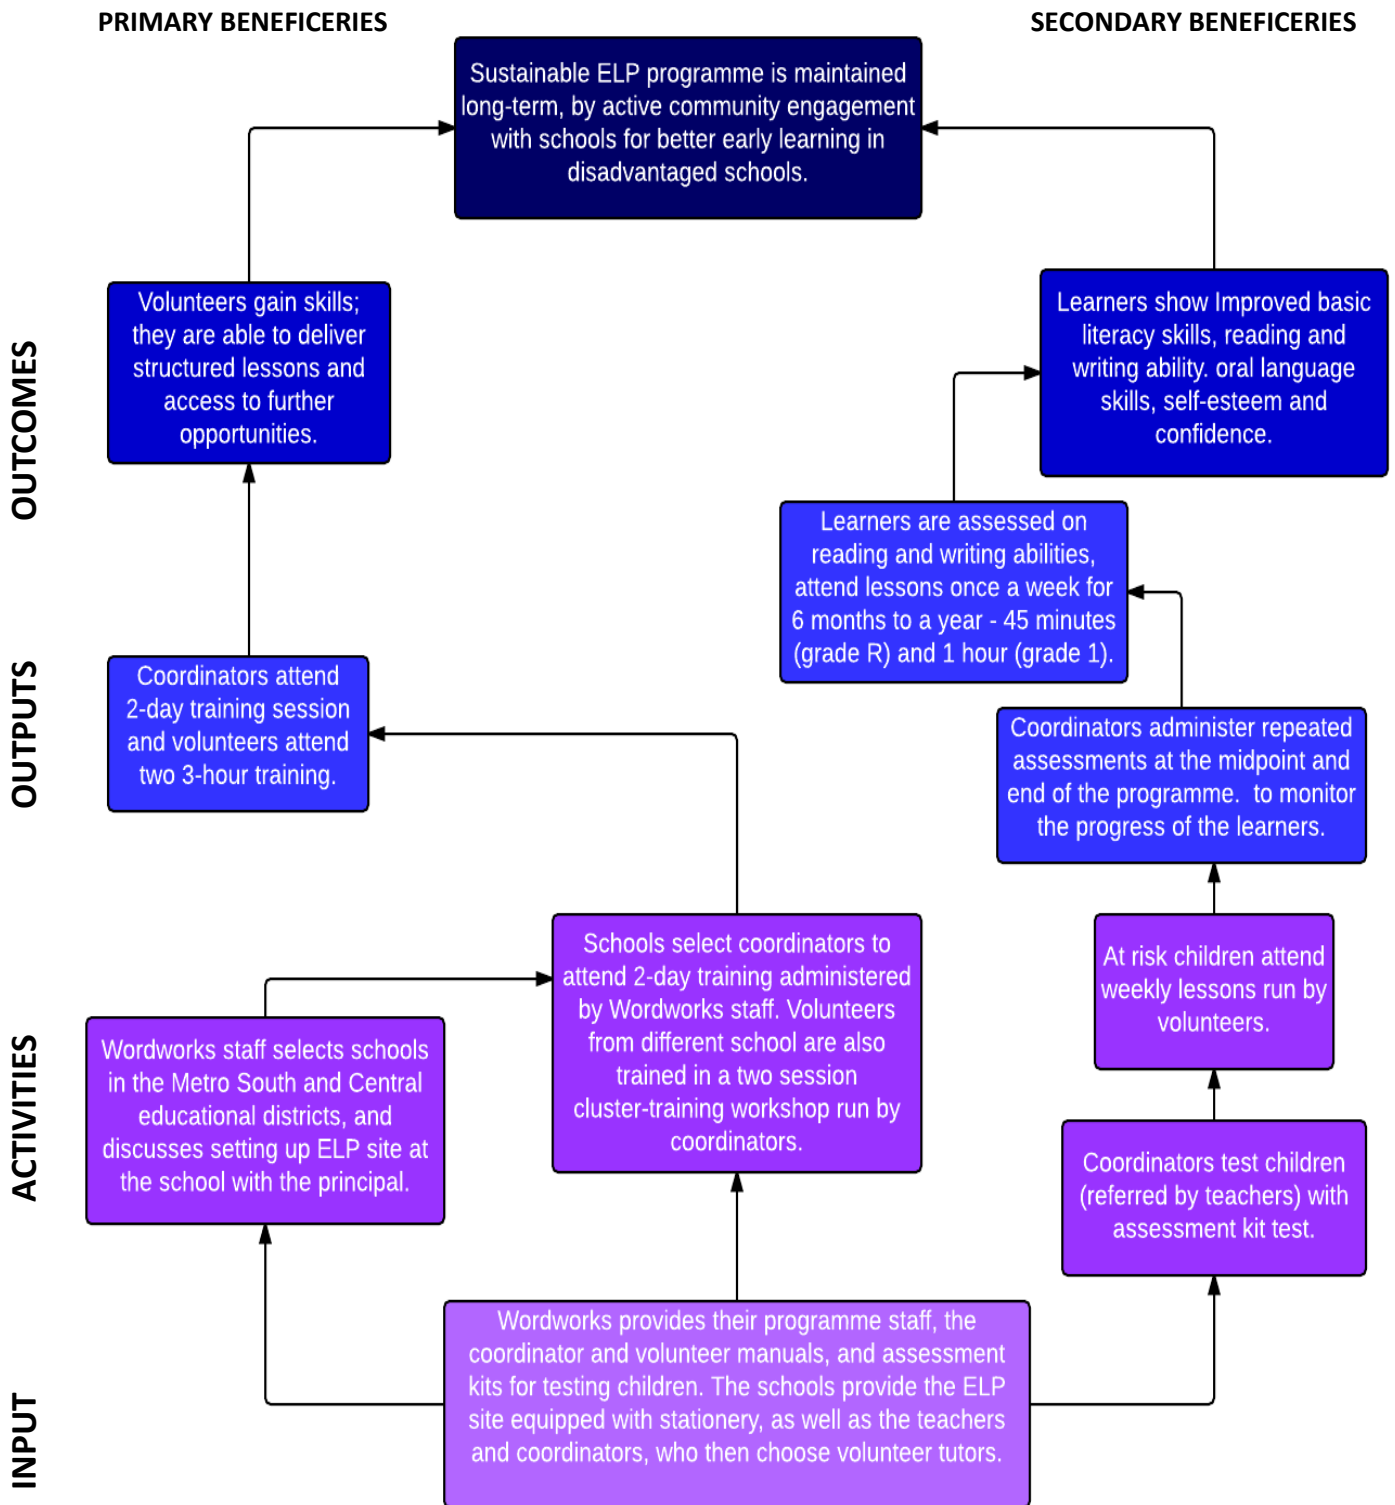 PRIMARY BENEFICERIES
SECONDARY BENEFICERIES
Sustainable ELP programme is maintained
long-term, by active community engagement
with schools for better early learning in
disadvantaged schools.
OUTCOMES
Volunteers gain skills;
they are able to deliver
structured lessons and
access to further
opportunities.
Learners show Improved basic
literacy skills, reading and
writing ability. oral language
skills, self-esteem and
confidence.
Learners are assessed on
reading and writing abilities,
attend lessons once a week for
6 months to a year - 45 minutes
(grade R) and 1 hour (grade 1).
OUTPUTS
Coordinators attend
2-day training session
and volunteers attend
two 3-hour training.
Coordinators administer repeated
assessments at the midpoint and
end of the programme.  to monitor
the progress of the learners.
ACTIVITIES
Wordworks staff selects schools
in the Metro South and Central
educational districts, and
discusses setting up ELP site at
the school with the principal.
Schools select coordinators to
attend 2-day training administered
by Wordworks staff. Volunteers
from different school are also
trained in a two session
cluster-training workshop run by
coordinators.
At risk children attend
weekly lessons run by
volunteers.
Coordinators test children
(referred by teachers) with
assessment kit test.
INPUT
Wordworks provides their programme staff, the
coordinator and volunteer manuals, and assessment
kits for testing children. The schools provide the ELP
site equipped with stationery, as well as the teachers
and coordinators, who then choose volunteer tutors.